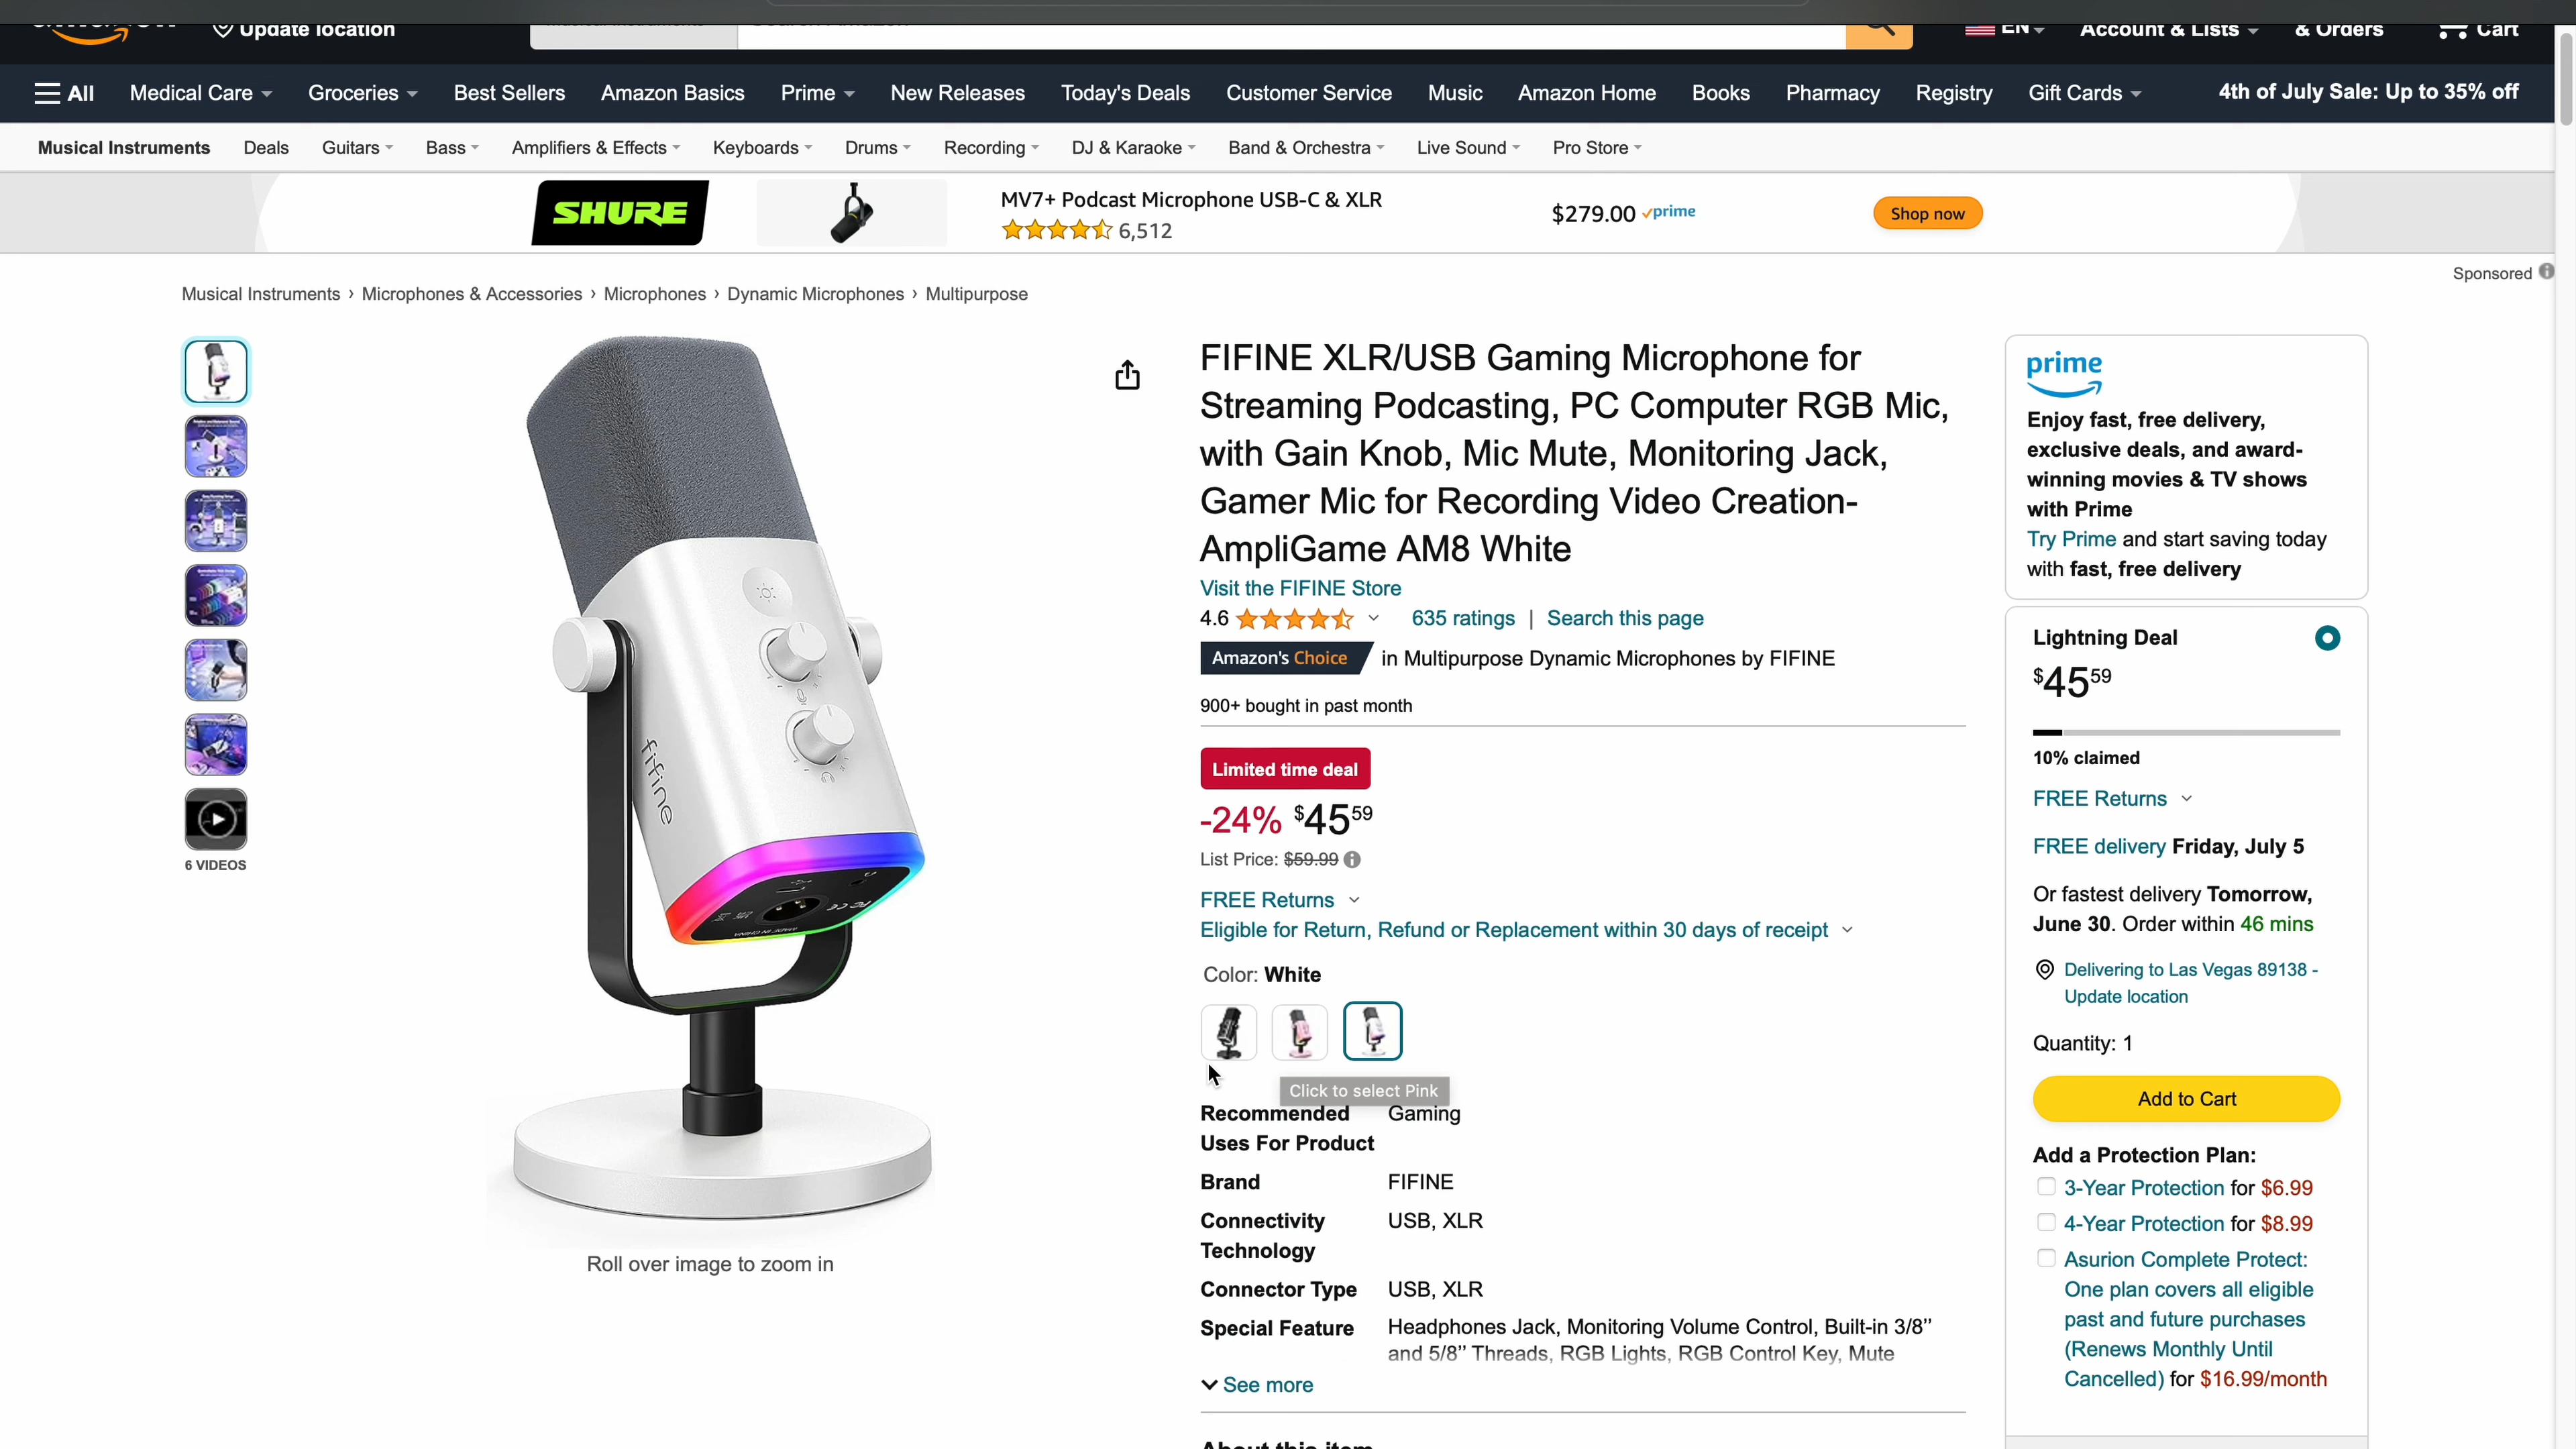 Update location
EN
Account & Lists
& Orders
Cart
All
Medical Care
Groceries
Best Sellers
Amazon Basics
Prime
New Releases
Today's Deals
Customer Service
Music
Amazon Home
Books
Pharmacy
Registry
Gift Cards
4th of July Sale: Up to 35% off
Musical Instruments
Deals
Guitars
Bass
Amplifiers & Effects
Keyboards
Drums
Recording
DJ & Karaoke
Band & Orchestra
Live Sound
Pro Store
SHURE
MV7+ Podcast Microphone USB-C & XLR
6,512
$279.00 prime
Shop now
Sponsored
Musical Instruments › Microphones & Accessories › Microphones › Dynamic Microphones › Multipurpose
6 VIDEOS
fifine
Roll over image to zoom in
FIFINE XLR/USB Gaming Microphone for
Streaming Podcasting, PC Computer RGB Mic,
with Gain Knob, Mic Mute, Monitoring Jack,
Gamer Mic for Recording Video Creation-
AmpliGame AM8 White
Visit the FIFINE Store
4.6
635 ratings | Search this page
Amazon's Choice in Multipurpose Dynamic Microphones by FIFINE
900+ bought in past month
Limited time deal
-24% $45 59
List Price: $59.99
FREE Returns
Eligible for Return, Refund or Replacement within 30 days of receipt
Color: White
Click to select Pink
Recommended Uses For Product Gaming
Brand FIFINE
Connectivity Technology USB, XLR
Connector Type USB, XLR
Special Feature Headphones Jack, Monitoring Volume Control, Built-in 3/8’’
and 5/8’’ Threads, RGB Lights, RGB Control Key, Mute
See more
About this item
prime
Enjoy fast, free delivery,
exclusive deals, and award-
winning movies & TV shows
with Prime
Try Prime and start saving today
with fast, free delivery
Lightning Deal
$45 59
10% claimed
FREE Returns
FREE delivery Friday, July 5
Or fastest delivery Tomorrow,
June 30. Order within 46 mins
Delivering to Las Vegas 89138 -
Update location
Quantity: 1
Add to Cart
Add a Protection Plan:
3-Year Protection for $6.99
4-Year Protection for $8.99
Asurion Complete Protect:
One plan covers all eligible
past and future purchases
(Renews Monthly Until
Cancelled) for $16.99/month